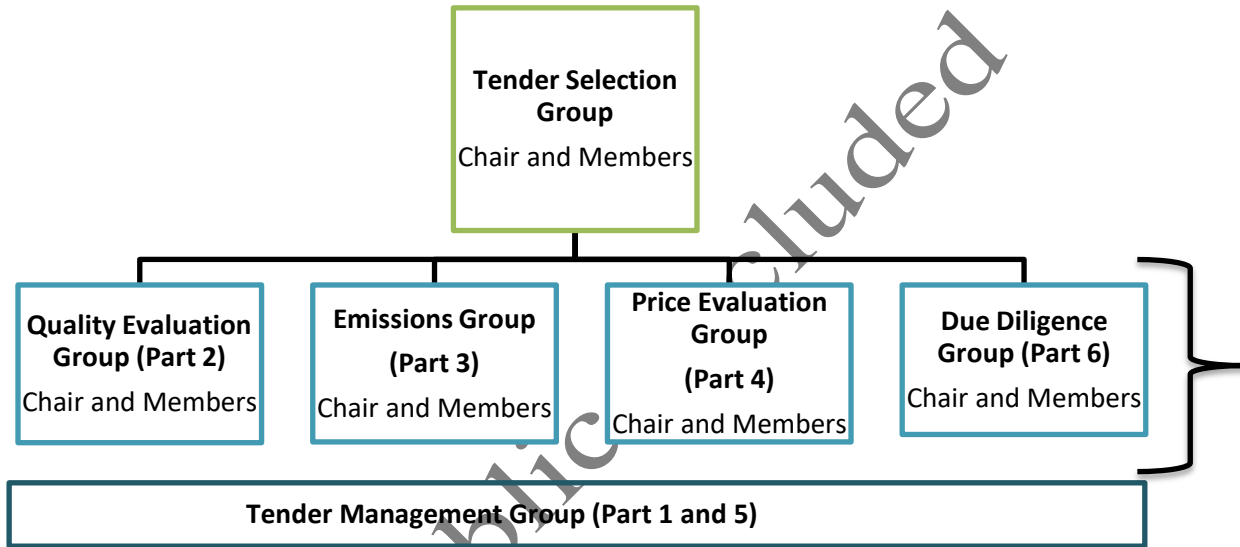 Tender Selection
Group
Chair and Members
Quality Evaluation
Group (Part 2)
Chair and Members
Emissions Group
(Part 3)
Chair and Members
Price Evaluation
Group
(Part 4)
Chair and Members
Due Diligence
Group (Part 6)
Chair and Members
Tender Management Group (Part 1 and 5)